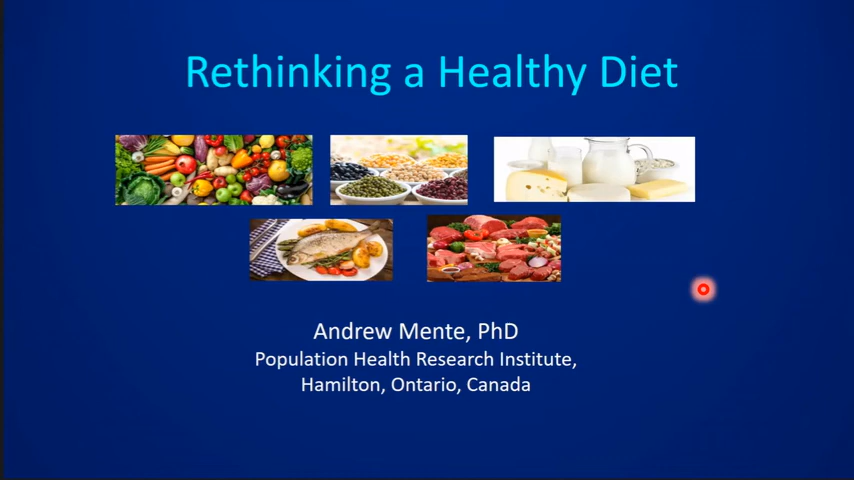 Rethinking a Healthy Diet
Andrew Mente, PhD
Population Health Research Institute,
Hamilton, Ontario, Canada